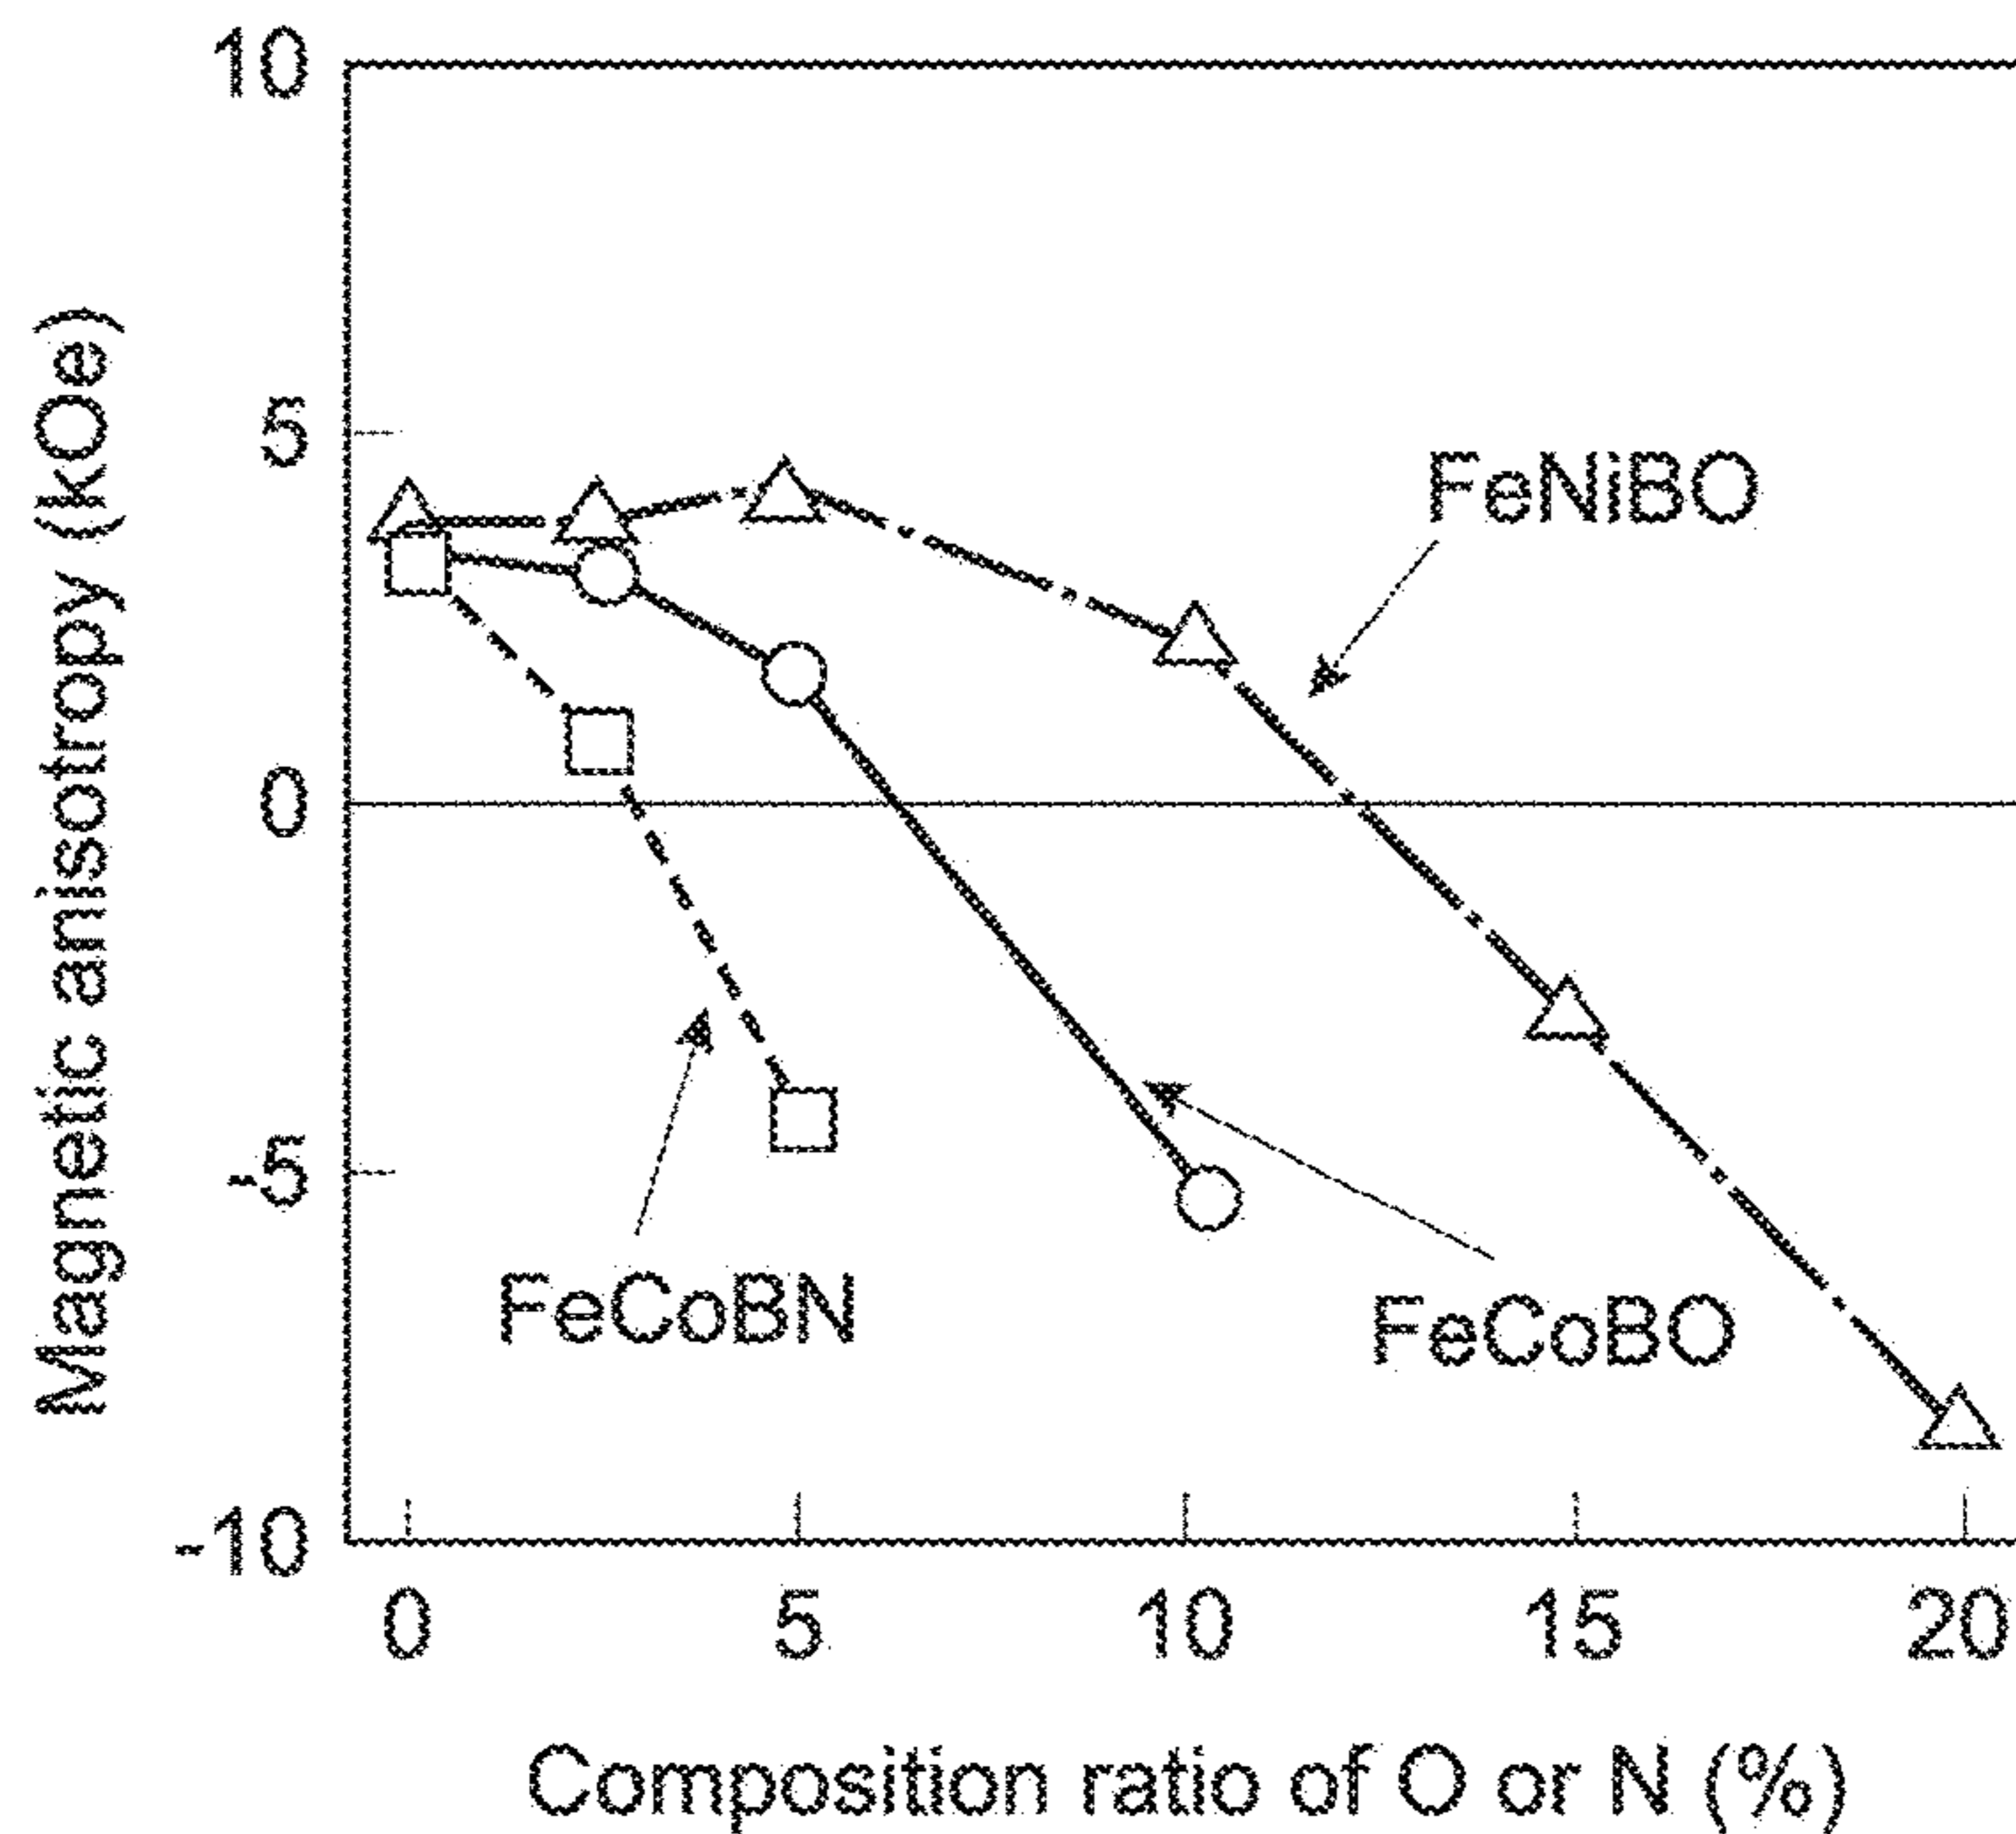 Magnetic anisotropy (kOe)
10
5
0
-5
-10
FeNiBO
FeCoBN
FeCoBO
0 5 10 15 20
Composition ratio of O or N (%)